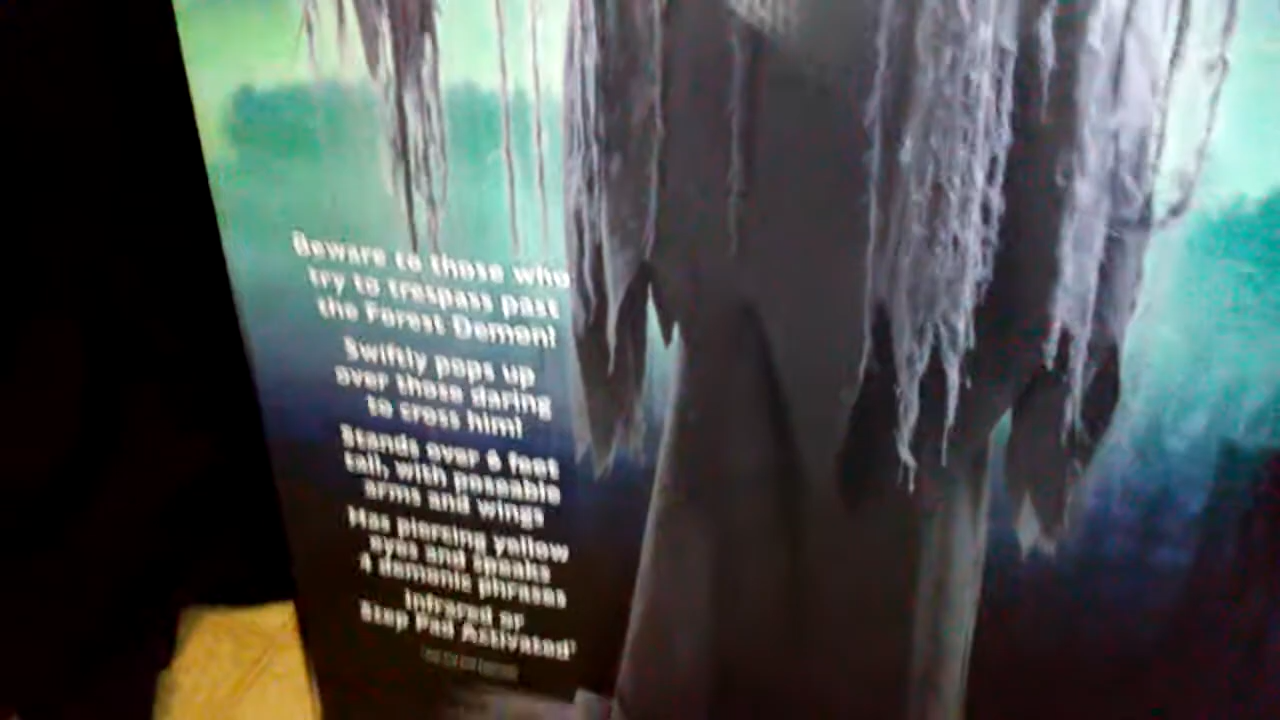 Beware to those who
try to trespass past
the Forest Demon!
Swiftly pops up
over those daring
to cross him!
Stands over 6 feet
tall, with poseable
arms and wings
Has piercing yellow
eyes and speaks
4 demonic phrases
Infrared or
Step Pad Activated*